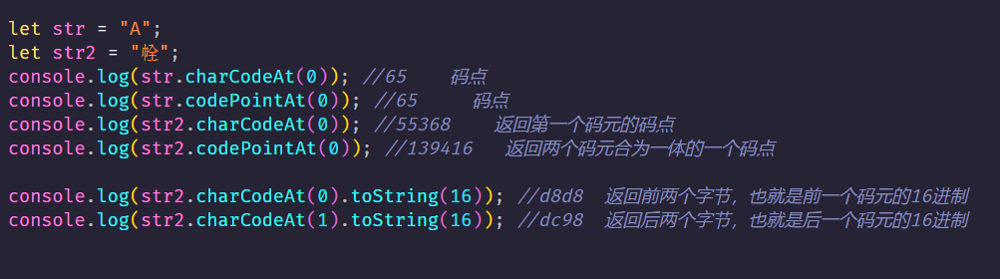 let str = "A";
let str2 = "𢂘";
console.log(str.charCodeAt(0)); //65 码点
console.log(str.codePointAt(0)); //65 码点
console.log(str2.charCodeAt(0)); //55368 返回第一个码元的码点
console.log(str2.codePointAt(0)); //139416 返回两个码元合为一体的一个码点
console.log(str2.charCodeAt(0).toString(16)); //d8d8 返回前两个字节，也就是前一个码元的16进制
console.log(str2.charCodeAt(1).toString(16)); //dc98 返回后两个字节，也就是后一个码元的16进制